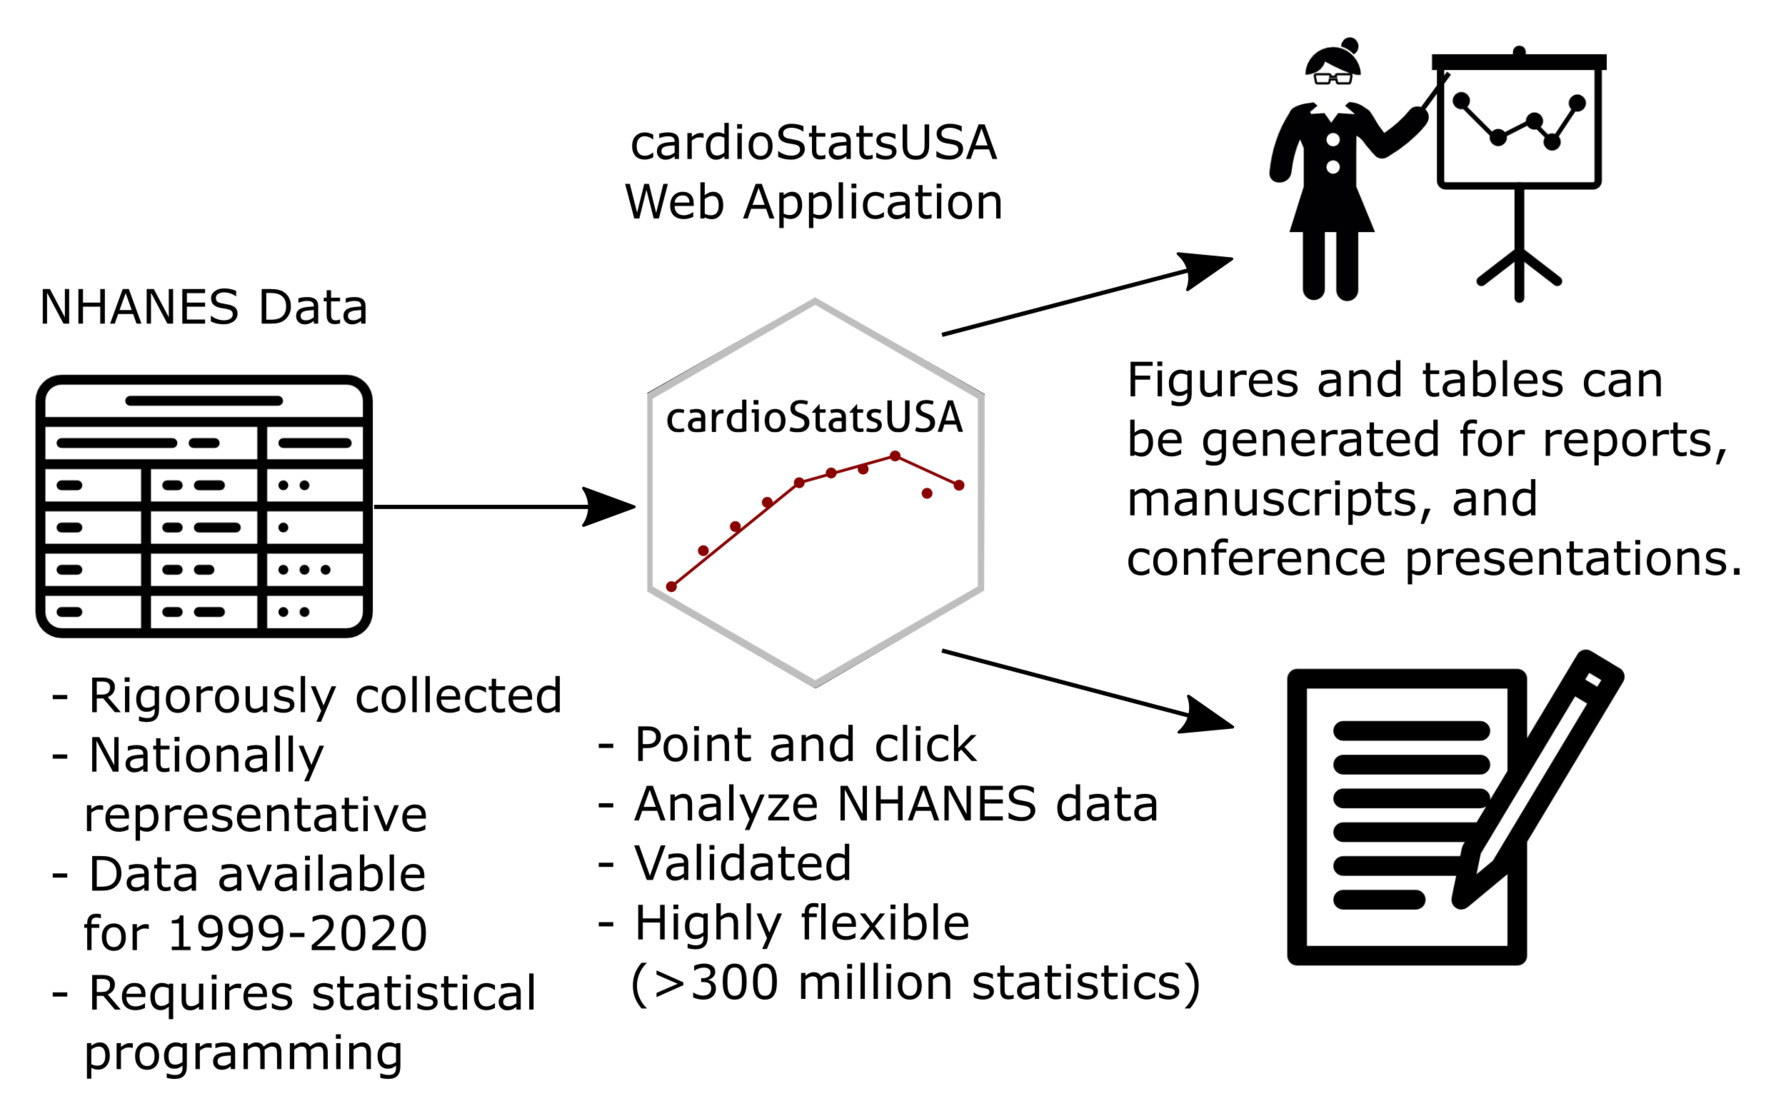 NHANES Data
- Rigorously collected
- Nationally
representative
- Data available
for 1999-2020
- Requires statistical
programming
cardioStatsUSA
Web Application
cardioStatsUSA
- Point and click
- Analyze NHANES data
- Validated
- Highly flexible
(>300 million statistics)
Figures and tables can
be generated for reports,
manuscripts, and
conference presentations.